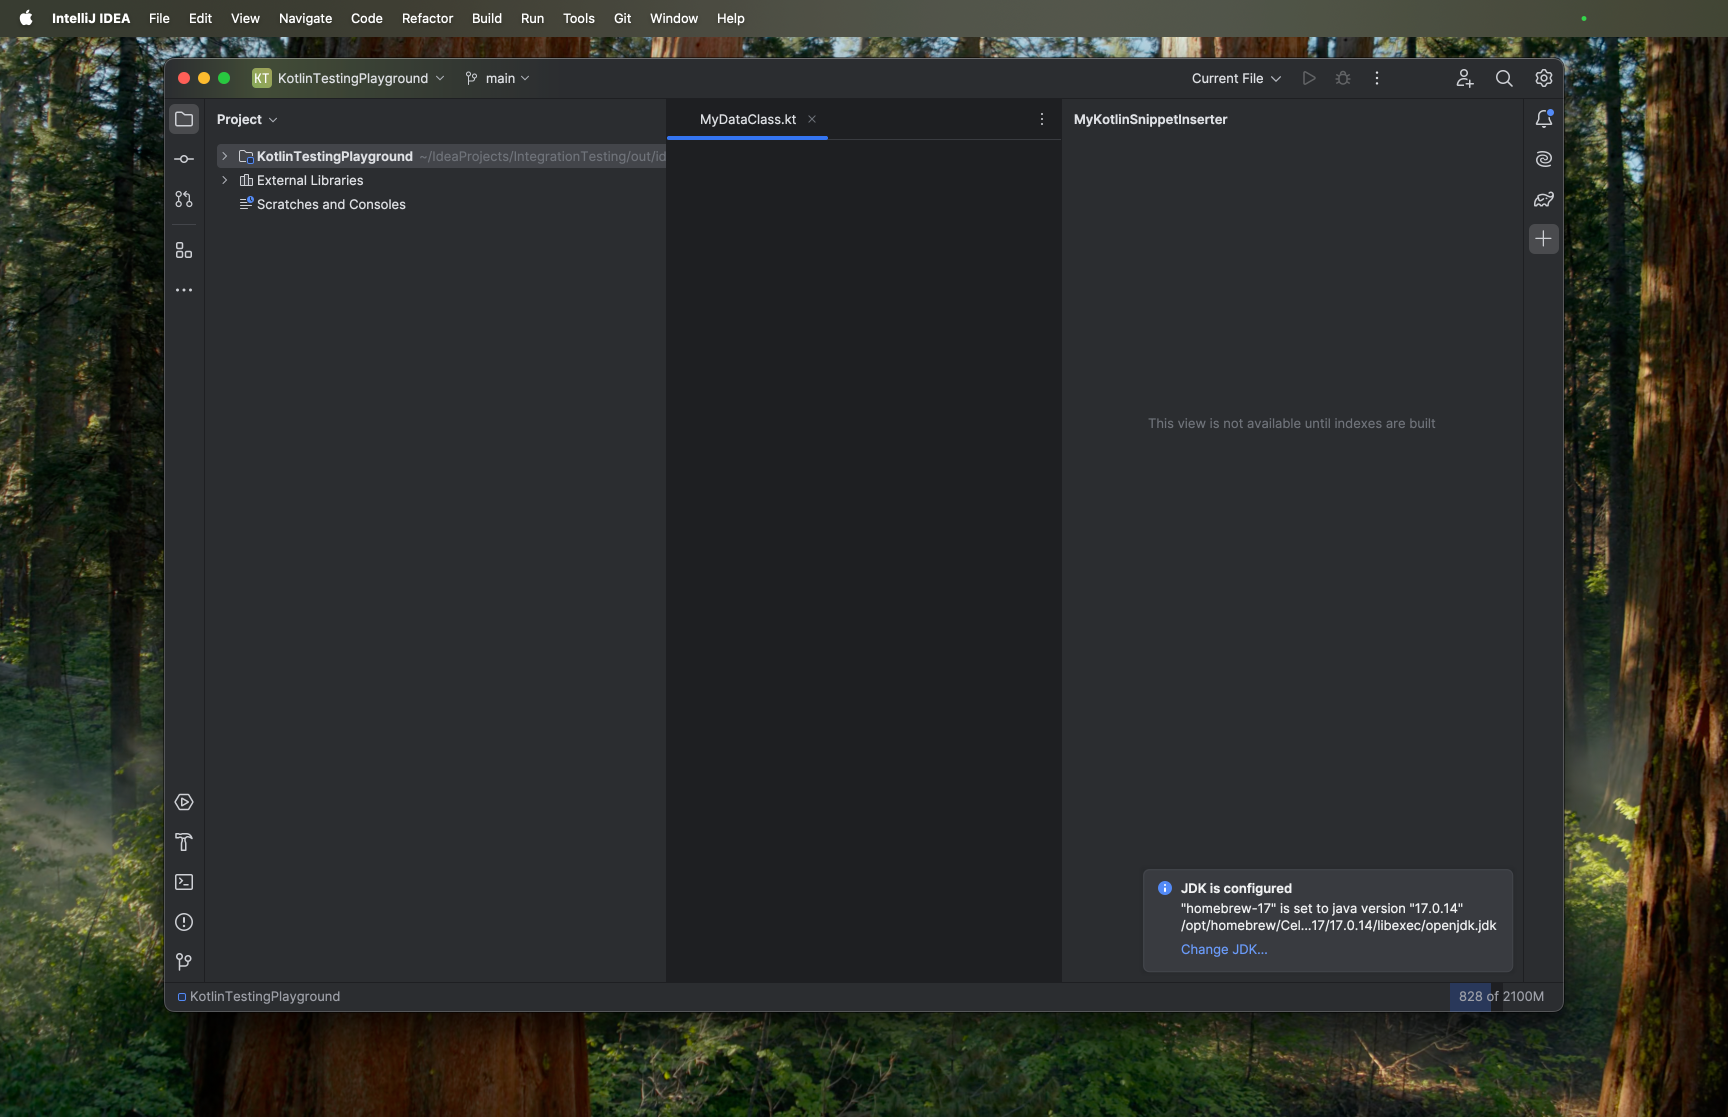 IntelliJ IDEA File Edit View Navigate Code Refactor Build Run Tools Git Window Help
KT KotlinTestingPlayground main Current File
Project MyDataClass.kt MyKotlinSnippetInserter
KotlinTestingPlayground ~/IdeaProjects/IntegrationTesting/out/id
External Libraries
Scratches and Consoles
This view is not available until indexes are built
JDK is configured
"homebrew-17" is set to java version "17.0.14"
/opt/homebrew/Cel...17/17.0.14/libexec/openjdk.jdk
Change JDK...
KotlinTestingPlayground 828 of 2100M